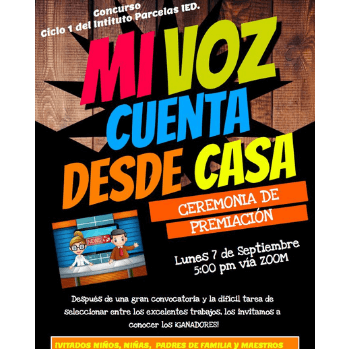 Concurso
Ciclo 1 del Intituto Parcelas IED.
MI VOZ
CUENTA
DESDE CASA
CEREMONIA DE
PREMIACIÓN
Lunes 7 de Septiembre
5:00 pm vía ZOOM
Después de una gran convocatoria y la difícil tarea de
seleccionar entre los excelentes trabajos, los invitamos a
conocer los ¡GANADORES!
NVITADOS NIÑOS, NIÑAS, PADRES DE FAMILIA y MAESTROS